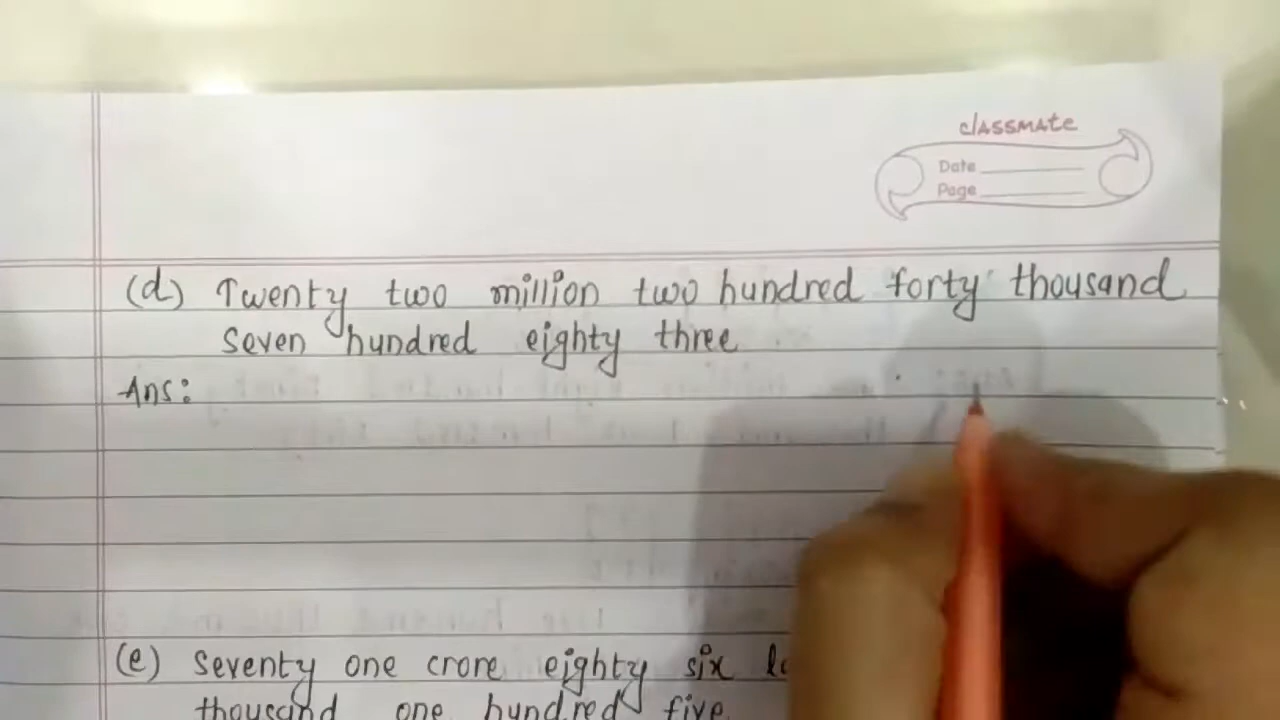 classmate
Date
Page
(d) Twenty two million two hundred forty thousand
Seven hundred eighty three
Ans:
(e) Seventy one crore eighty six
thousand one hundred five